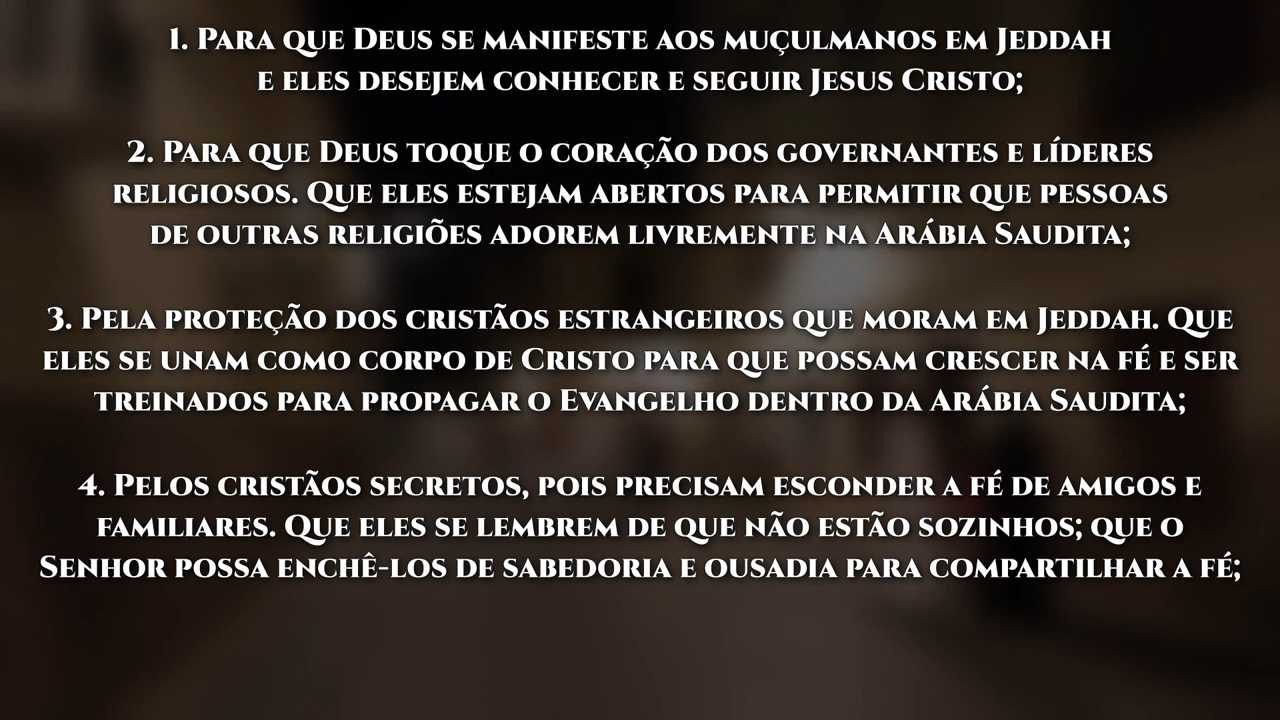 1. Para que Deus se manifeste aos muçulmanos em Jeddah
e eles desejem conhecer e seguir Jesus Cristo;
2. Para que Deus toque o coração dos governantes e líderes
religiosos. Que eles estejam abertos para permitir que pessoas
de outras religiões adorem livremente na Arábia Saudita;
3. Pela proteção dos cristãos estrangeiros que moram em Jeddah. Que
eles se unam como corpo de Cristo para que possam crescer na fé e ser
treinados para propagar o Evangelho dentro da Arábia Saudita;
4. Pelos cristãos secretos, pois precisam esconder a fé de amigos e
familiares. Que eles se lembrem de que não estão sozinhos; que o
Senhor possa enchê-los de sabedoria e ousadia para compartilhar a fé;